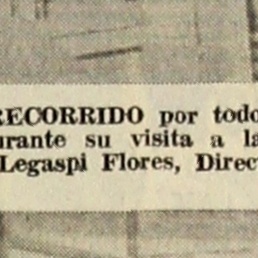 RECORRIDO por todo
urante su visita a la
Legaspi Flores, Direc